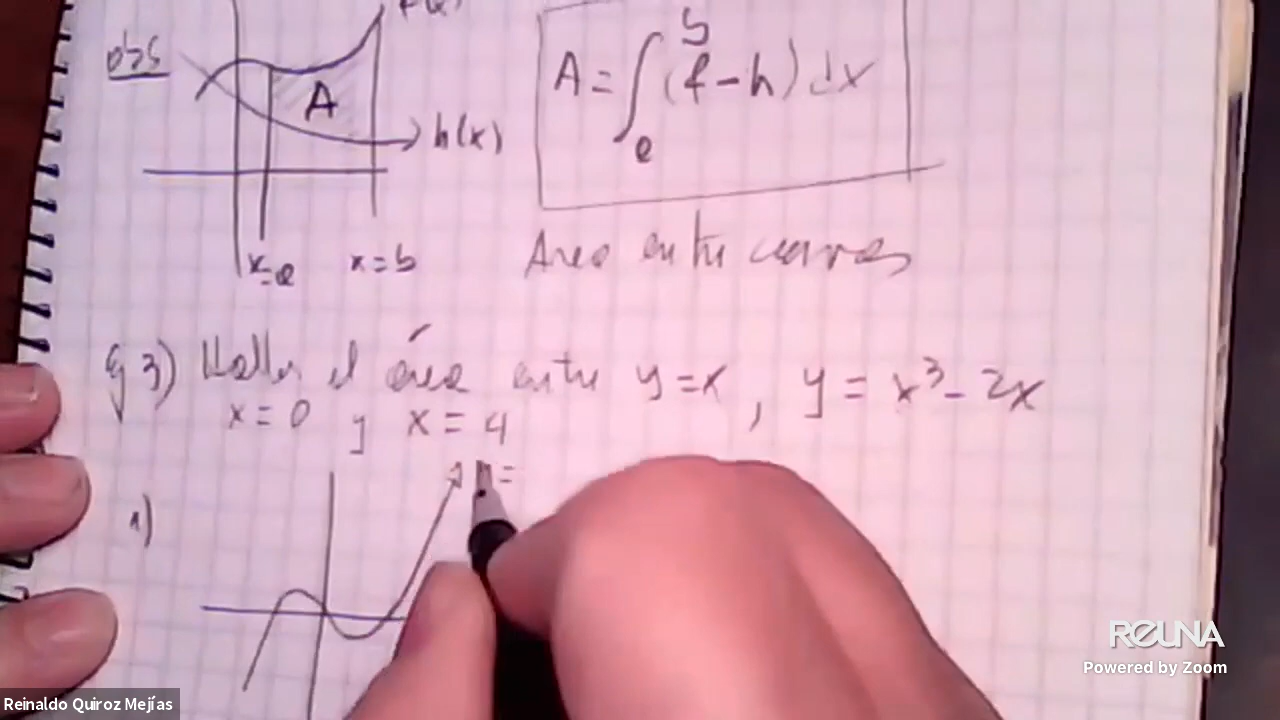 obs
f(x)
A
h(x)
x=a
x=b
A = ∫ₐᵇ (f-h) dx
Area entre curvas
Ej 3) Hallar el área entre y=x, y = x³-2x
x=0 y x=4
1)
h=
REUNA
Powered by Zoom
Reinaldo Quiroz Mejías